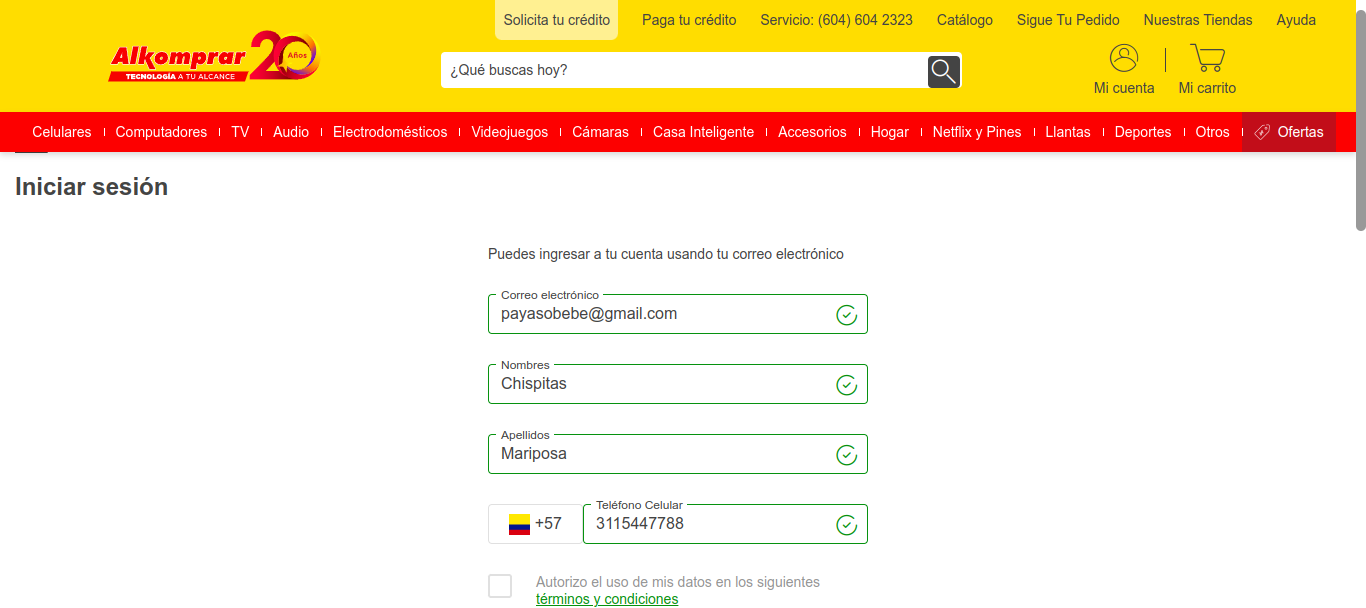 Solicita tu crédito Paga tu crédito Servicio: (604) 604 2323 Catálogo Sigue Tu Pedido Nuestras Tiendas Ayuda
Alkomprar 20 Años
TECNOLOGÍA A TU ALCANCE
¿Qué buscas hoy?
Mi cuenta Mi carrito
Celulares Computadores TV Audio Electrodomésticos Videojuegos Cámaras Casa Inteligente Accesorios Hogar Netflix y Pines Llantas Deportes Otros Ofertas
Iniciar sesión
Puedes ingresar a tu cuenta usando tu correo electrónico
Correo electrónico
payasobebe@gmail.com
Nombres
Chispitas
Apellidos
Mariposa
Teléfono Celular
+57 3115447788
Autorizo el uso de mis datos en los siguientes
términos y condiciones